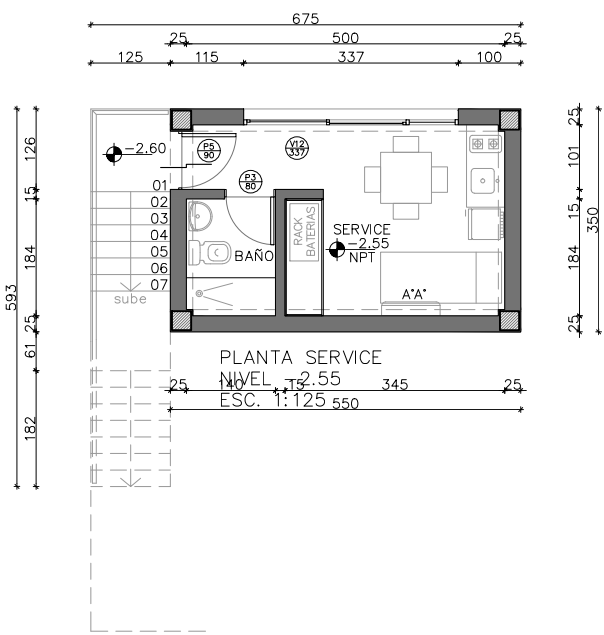 675
25 500 25
125 115 337 100
593
126
15
184
25
61
182
25
101
15
184
25
350
-2.60
P5
90
V12
337
P3
80
01
02
03
04
05
06
07
sube
BAÑO
RACK
BATERIAS
SERVICE
-2.55
NPT
A°A°
PLANTA SERVICE
NIVEL -2.55
ESC. 1:125
25 140 15 345 25
550